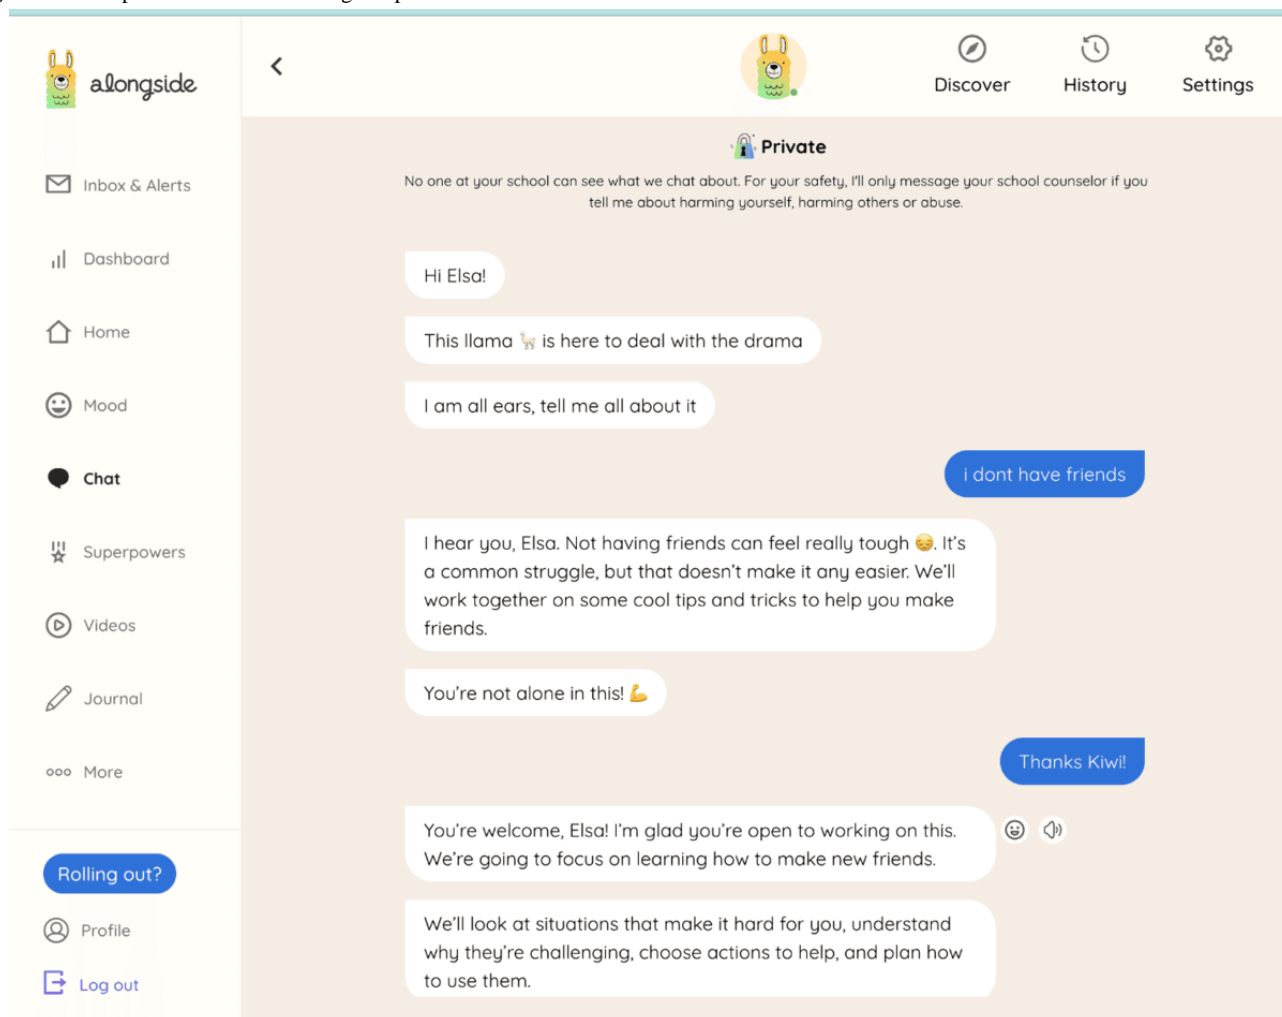 alongside
Discover
History
Settings
Private
No one at your school can see what we chat about. For your safety, I'll only message your school counselor if you
tell me about harming yourself, harming others or abuse.
Inbox & Alerts
Dashboard
Home
Mood
Chat
Superpowers
Videos
Journal
More
Rolling out?
Profile
Log out
Hi Elsa!
This llama 🦙 is here to deal with the drama
I am all ears, tell me all about it
i dont have friends
I hear you, Elsa. Not having friends can feel really tough 😔. It's
a common struggle, but that doesn't make it any easier. We'll
work together on some cool tips and tricks to help you make
friends.
You're not alone in this! 💪
Thanks Kiwi!
You're welcome, Elsa! I'm glad you're open to working on this.
We're going to focus on learning how to make new friends.
We'll look at situations that make it hard for you, understand
why they're challenging, choose actions to help, and plan how
to use them.